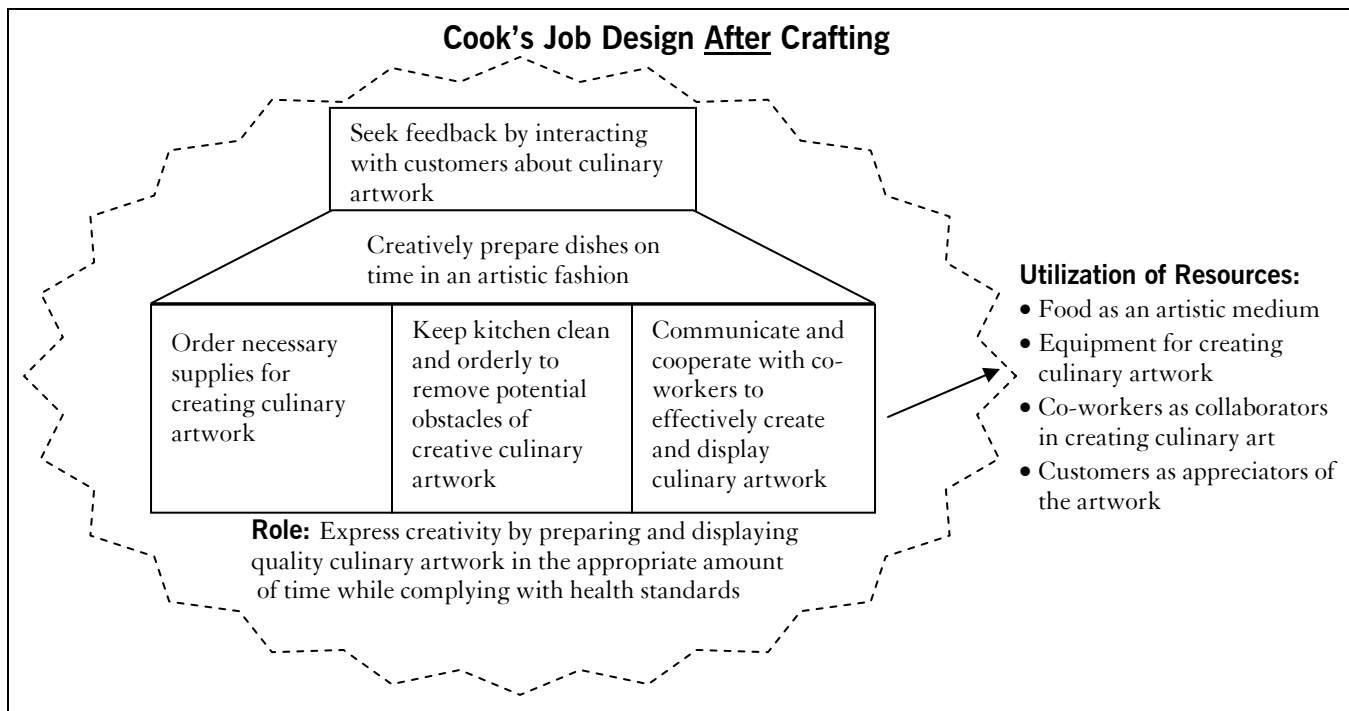 Cook's Job Design After Crafting
Seek feedback by interacting
with customers about culinary
artwork
Creatively prepare dishes on
time in an artistic fashion
Order necessary
supplies for
creating culinary
artwork
Keep kitchen clean
and orderly to
remove potential
obstacles of
creative culinary
artwork
Communicate and
cooperate with co-
workers to
effectively create
and display
culinary artwork
Role: Express creativity by preparing and displaying
quality culinary artwork in the appropriate amount
of time while complying with health standards
Utilization of Resources:
• Food as an artistic medium
• Equipment for creating
culinary artwork
• Co-workers as collaborators
in creating culinary art
• Customers as appreciators of
the artwork